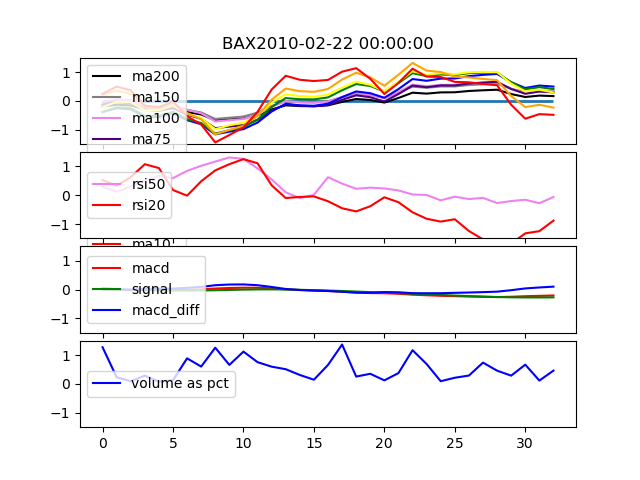 BAX2010-02-22 00:00:00
1
0
−1
ma200
ma150
ma100
ma75
1
0
−1
rsi50
rsi20
ma10
1
0
−1
macd
signal
macd_diff
1
0
−1
volume as pct
0 5 10 15 20 25 30